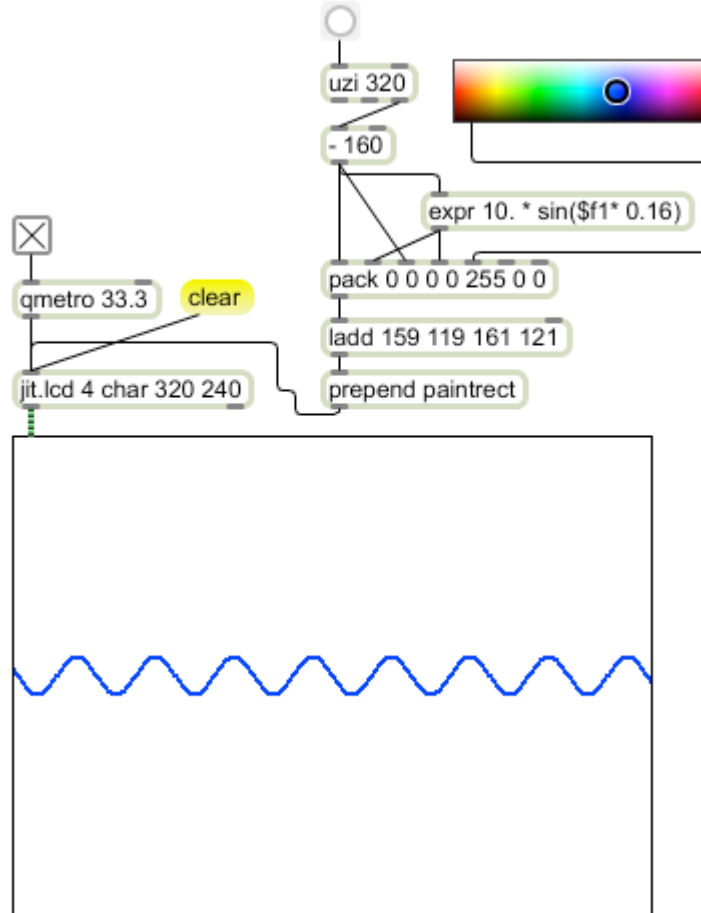 uzi 320
- 160
expr 10. * sin($f1* 0.16)
qmetro 33.3
clear
pack 0 0 0 0 255 0 0
ladd 159 119 161 121
jit.lcd 4 char 320 240
prepend paintrect